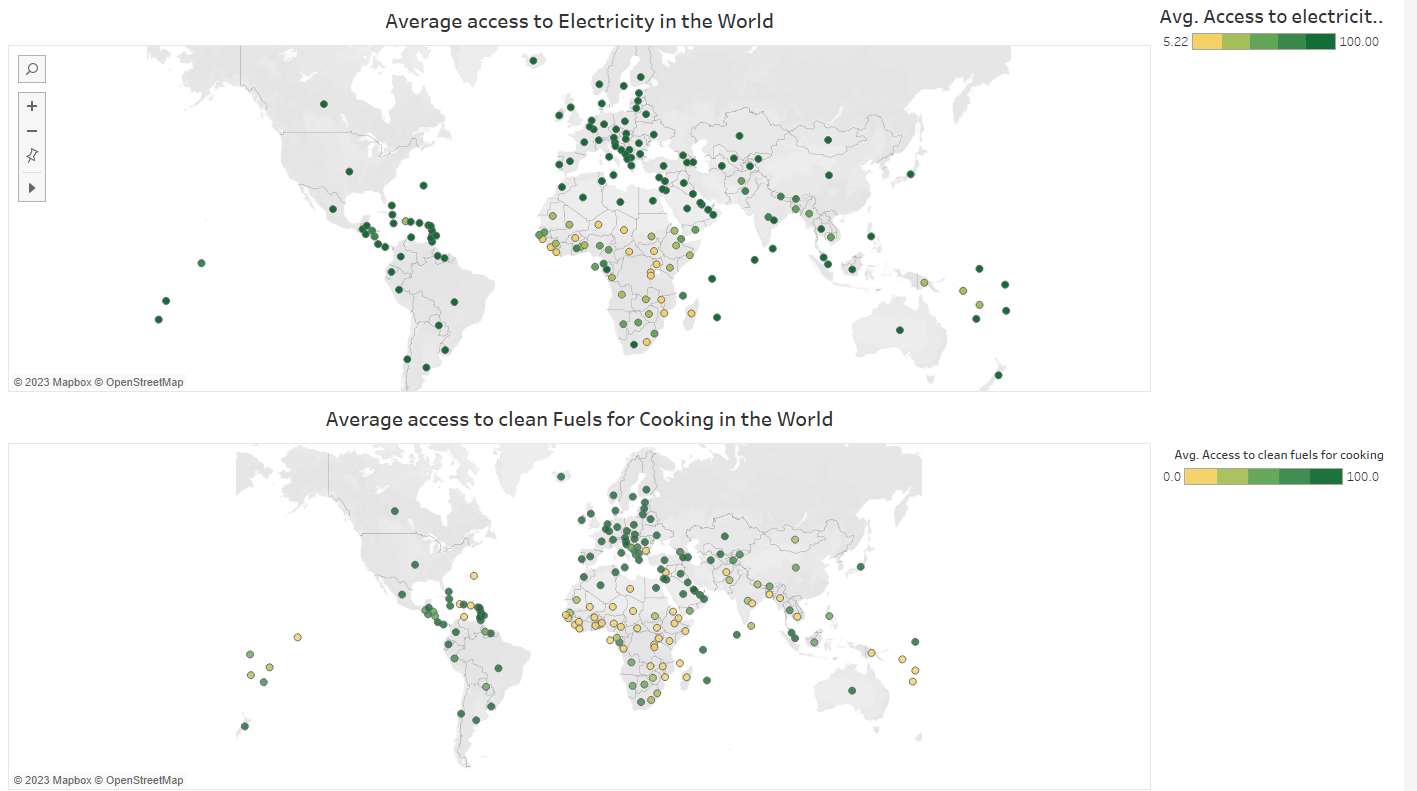 Average access to Electricity in the World
Avg. Access to electricit..
5.22
100.00
© 2023 Mapbox © OpenStreetMap
Average access to clean Fuels for Cooking in the World
Avg. Access to clean fuels for cooking
0.0
100.0
© 2023 Mapbox © OpenStreetMap